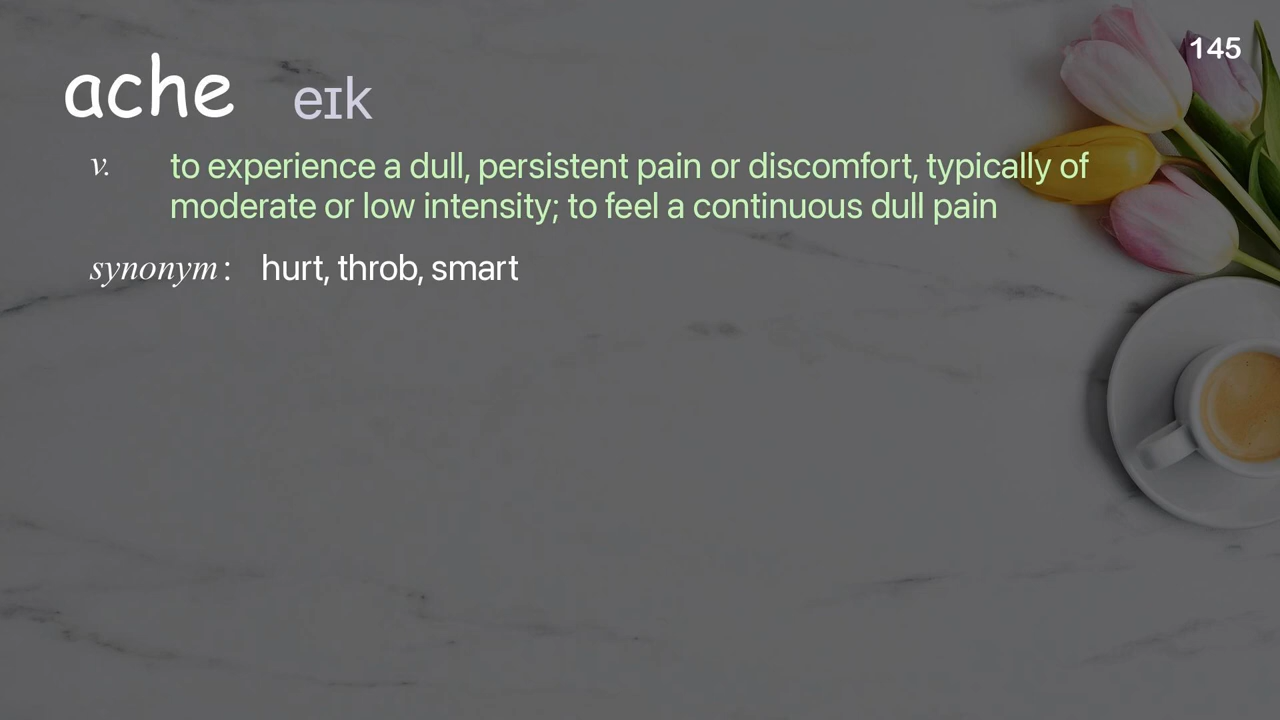 145
ache eɪk
v. to experience a dull, persistent pain or discomfort, typically of
moderate or low intensity; to feel a continuous dull pain
synonym: hurt, throb, smart